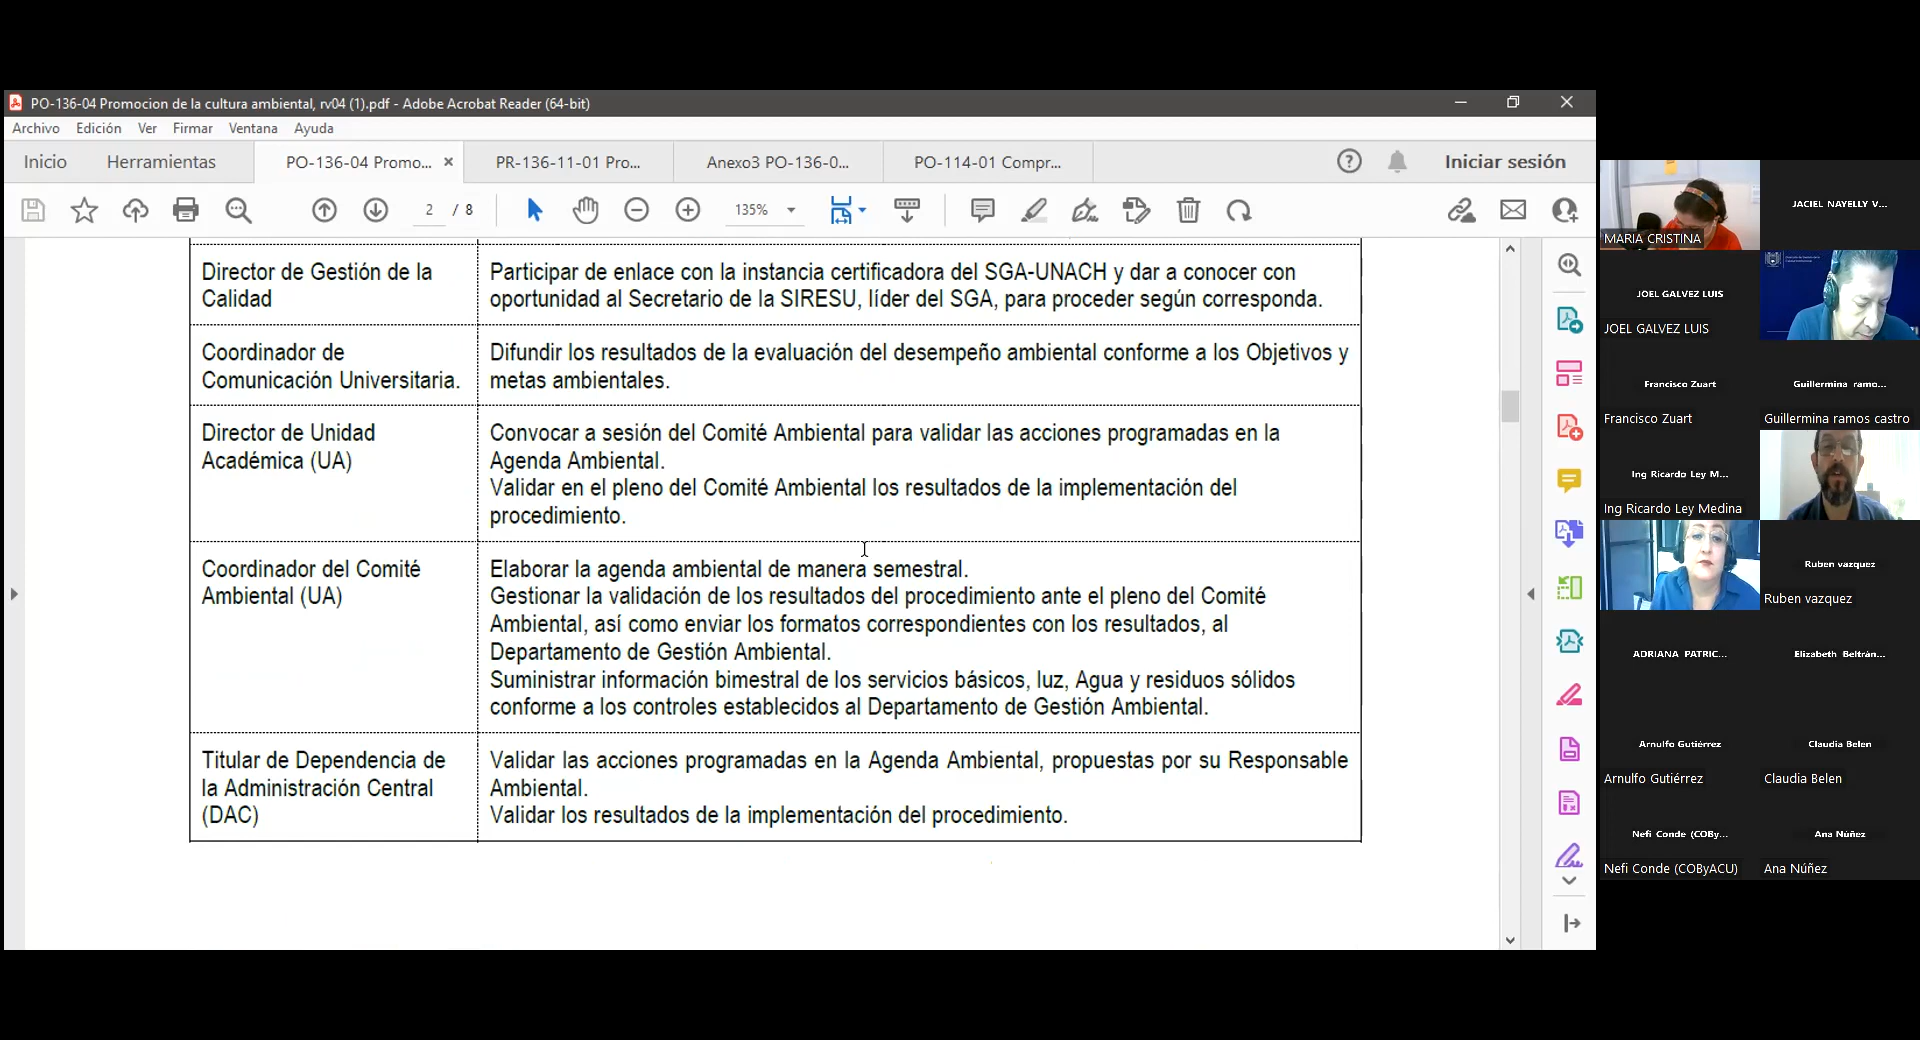 PO-136-04 Promocion de la cultura ambiental, rv04 (1).pdf - Adobe Acrobat Reader (64-bit)
Archivo Edición Ver Firmar Ventana Ayuda
Inicio Herramientas PO-136-04 Promo... × PR-136-11-01 Pro... Anexo3 PO-136-0... PO-114-01 Compr... Iniciar sesión
2 / 8 135%
Director de Gestión de la
Calidad
Participar de enlace con la instancia certificadora del SGA-UNACH y dar a conocer con
oportunidad al Secretario de la SIRESU, líder del SGA, para proceder según corresponda.
Coordinador de
Comunicación Universitaria.
Difundir los resultados de la evaluación del desempeño ambiental conforme a los Objetivos y
metas ambientales.
Director de Unidad
Académica (UA)
Convocar a sesión del Comité Ambiental para validar las acciones programadas en la
Agenda Ambiental.
Validar en el pleno del Comité Ambiental los resultados de la implementación del
procedimiento.
Coordinador del Comité
Ambiental (UA)
Elaborar la agenda ambiental de manera semestral.
Gestionar la validación de los resultados del procedimiento ante el pleno del Comité
Ambiental, así como enviar los formatos correspondientes con los resultados, al
Departamento de Gestión Ambiental.
Suministrar información bimestral de los servicios básicos, luz, Agua y residuos sólidos
conforme a los controles establecidos al Departamento de Gestión Ambiental.
Titular de Dependencia de
la Administración Central
(DAC)
Validar las acciones programadas en la Agenda Ambiental, propuestas por su Responsable
Ambiental.
Validar los resultados de la implementación del procedimiento.
MARIA CRISTINA
JACIEL NAYELLY V...
JOEL GALVEZ LUIS
JOEL GALVEZ LUIS
Francisco Zuart
Francisco Zuart
Guillermina ramo...
Guillermina ramos castro
Ing Ricardo Ley M...
Ing Ricardo Ley Medina
Ruben vazquez
Ruben vazquez
ADRIANA PATRIC...
Elizabeth Beltrán...
Arnulfo Gutiérrez
Arnulfo Gutiérrez
Claudia Belen
Claudia Belen
Nefi Conde (COBy...
Nefi Conde (COByACU)
Ana Núñez
Ana Núñez